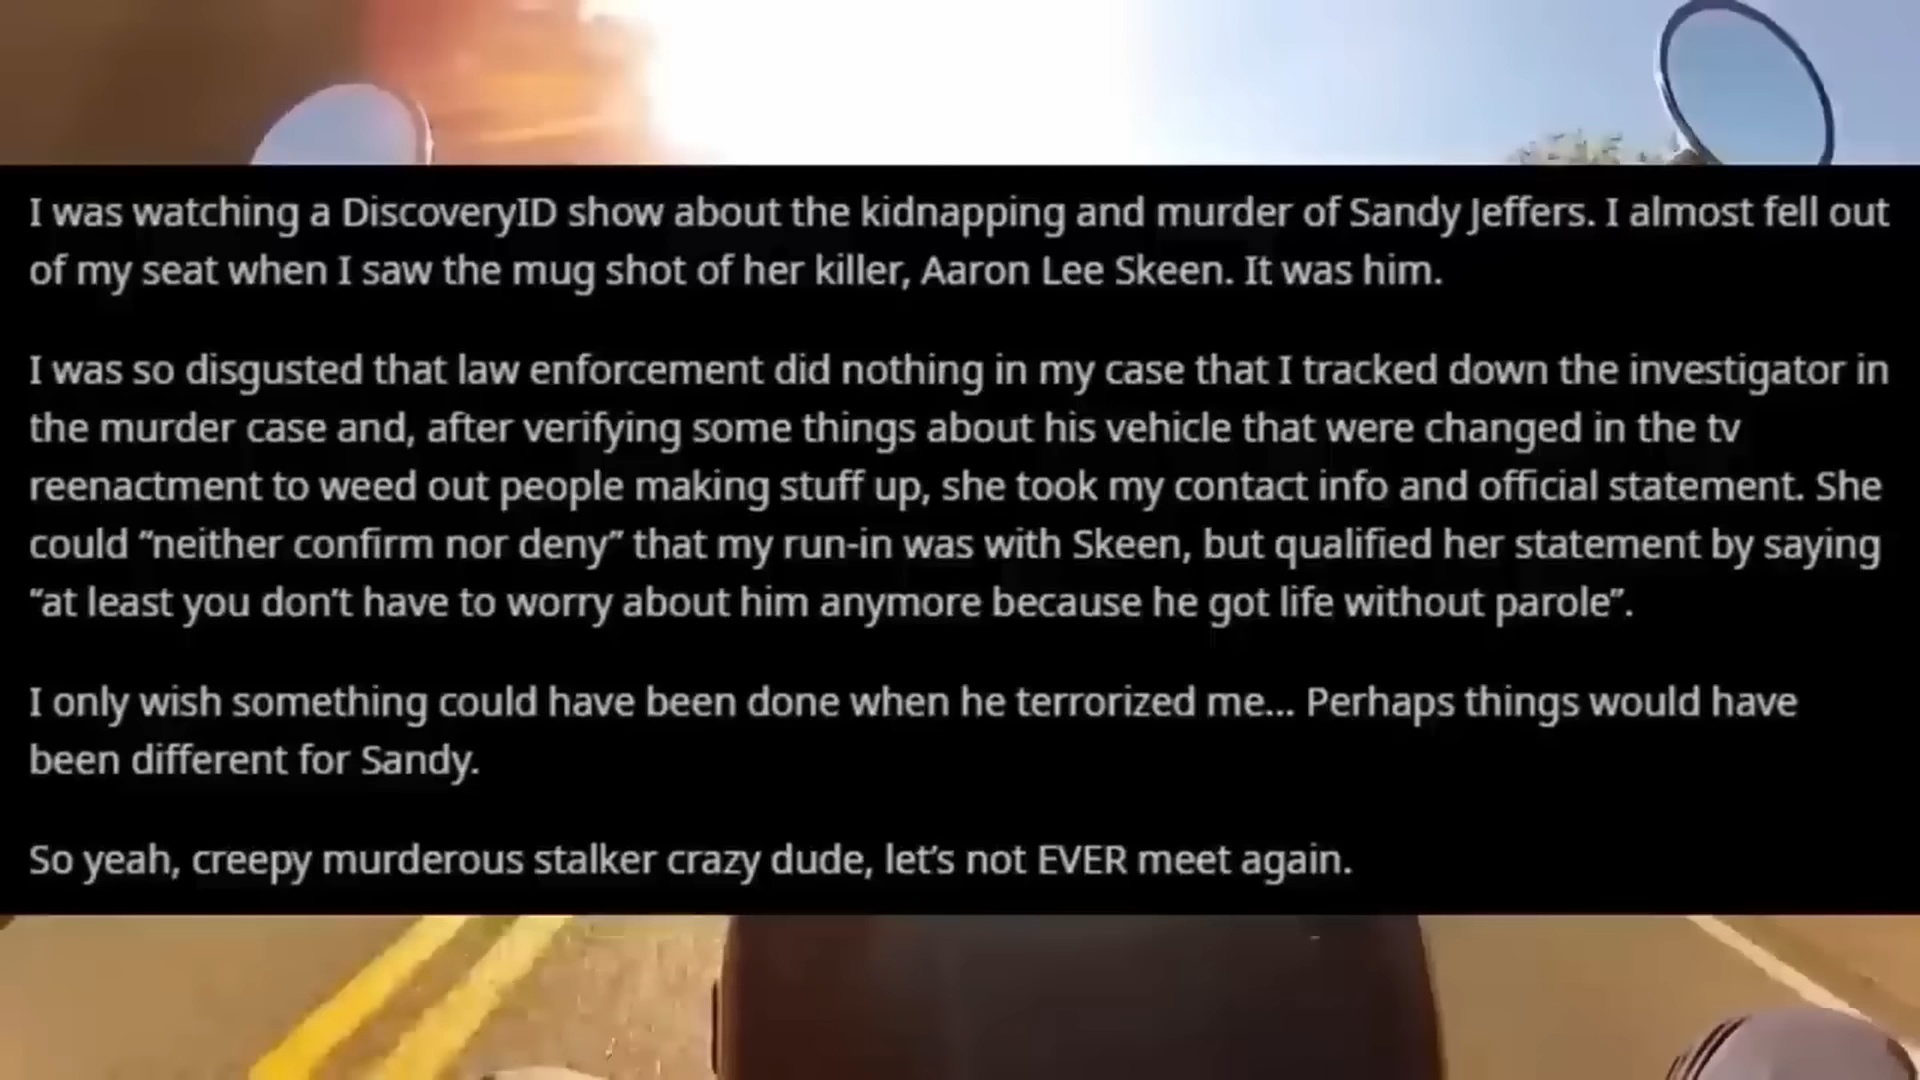 I was watching a DiscoveryID show about the kidnapping and murder of Sandy Jeffers. I almost fell out
of my seat when I saw the mug shot of her killer, Aaron Lee Skeen. It was him.
I was so disgusted that law enforcement did nothing in my case that I tracked down the investigator in
the murder case and, after verifying some things about his vehicle that were changed in the tv
reenactment to weed out people making stuff up, she took my contact info and official statement. She
could “neither confirm nor deny” that my run-in was with Skeen, but qualified her statement by saying
“at least you don’t have to worry about him anymore because he got life without parole”.
I only wish something could have been done when he terrorized me... Perhaps things would have
been different for Sandy.
So yeah, creepy murderous stalker crazy dude, let’s not EVER meet again.